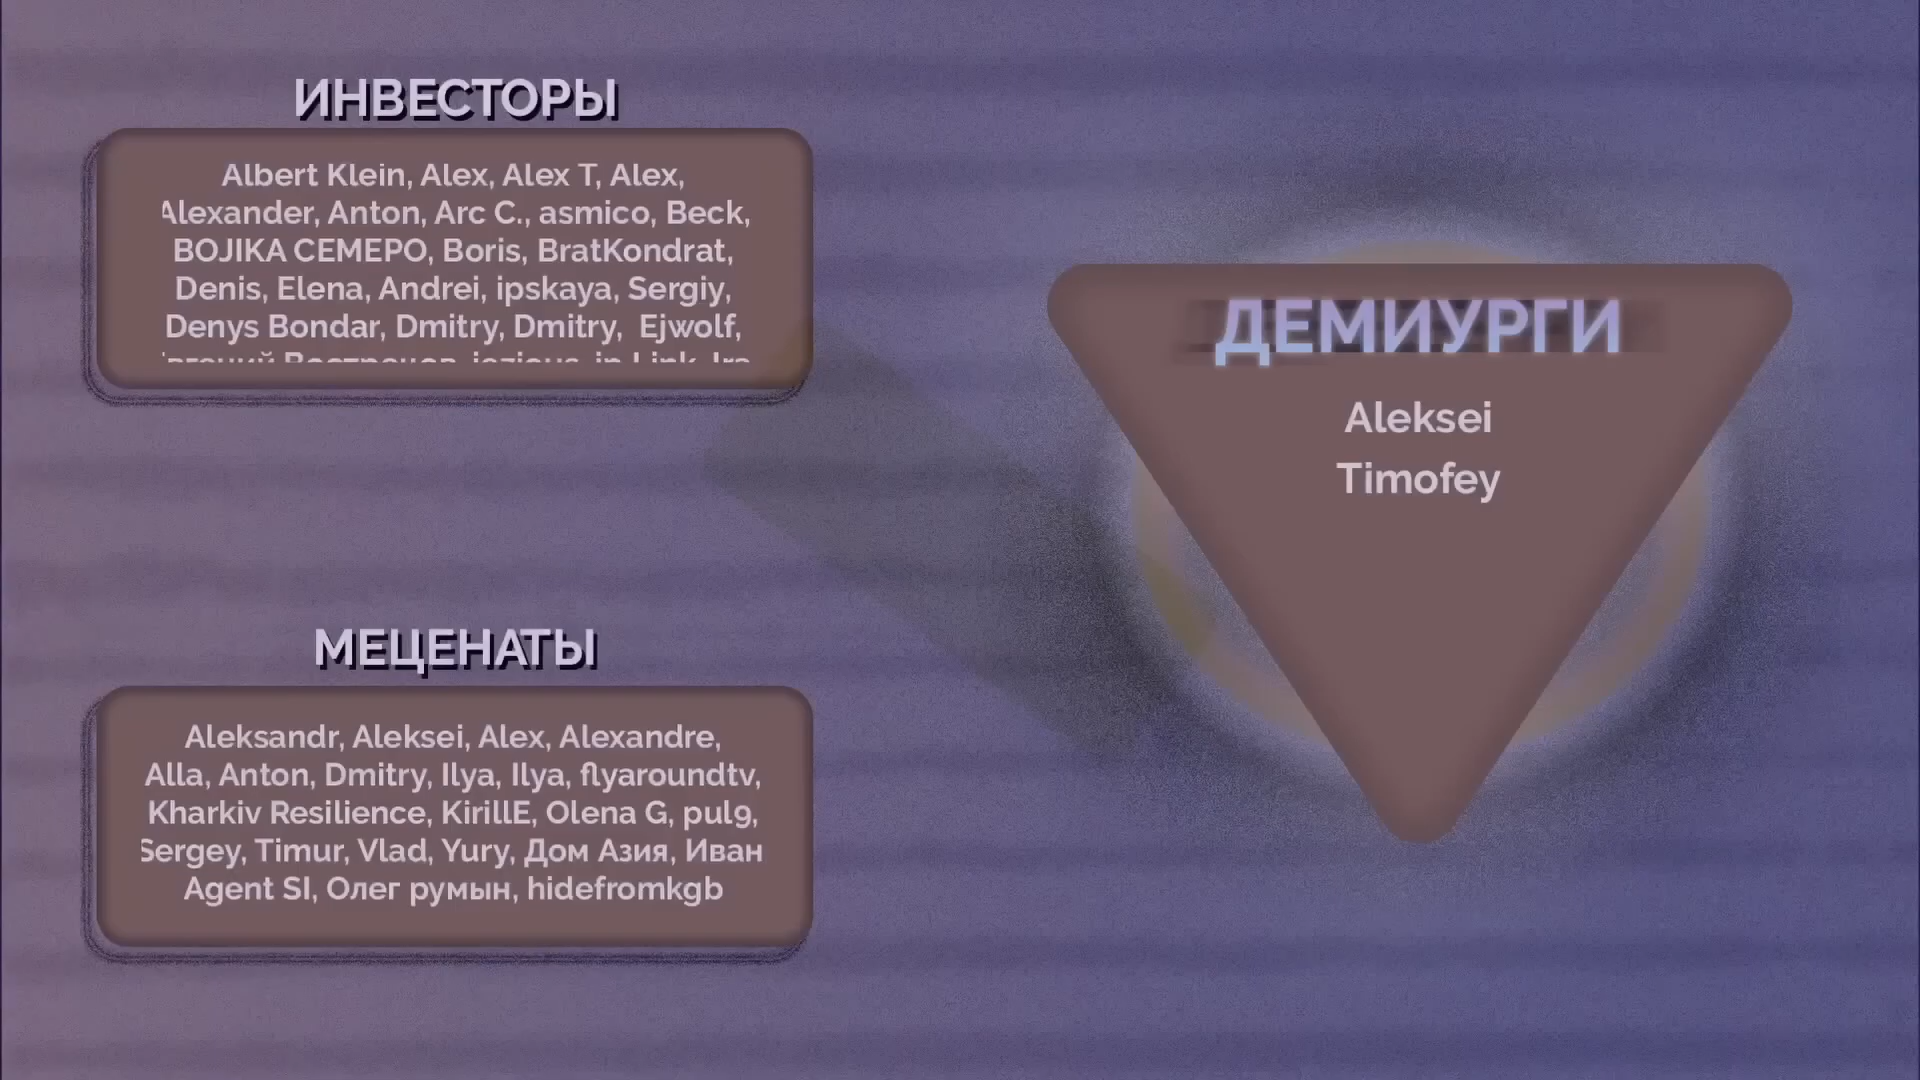 ИНВЕСТОРЫ
Albert Klein, Alex, Alex T, Alex,
Alexander, Anton, Arc C., asmico, Beck,
BOJIKA CEMEPO, Boris, BratKondrat,
Denis, Elena, Andrei, ipskaya, Sergiy,
Denys Bondar, Dmitry, Dmitry, Ejwolf,
МЕЦЕНАТЫ
Aleksandr, Aleksei, Alex, Alexandre,
Alla, Anton, Dmitry, Ilya, Ilya, flyaroundtv,
Kharkiv Resilience, KirillE, Olena G, pul9,
Sergey, Timur, Vlad, Yury, Дом Азия, Иван
Agent SI, Олег румын, hidefromkgb
ДЕМИУРГИ
Aleksei
Timofey